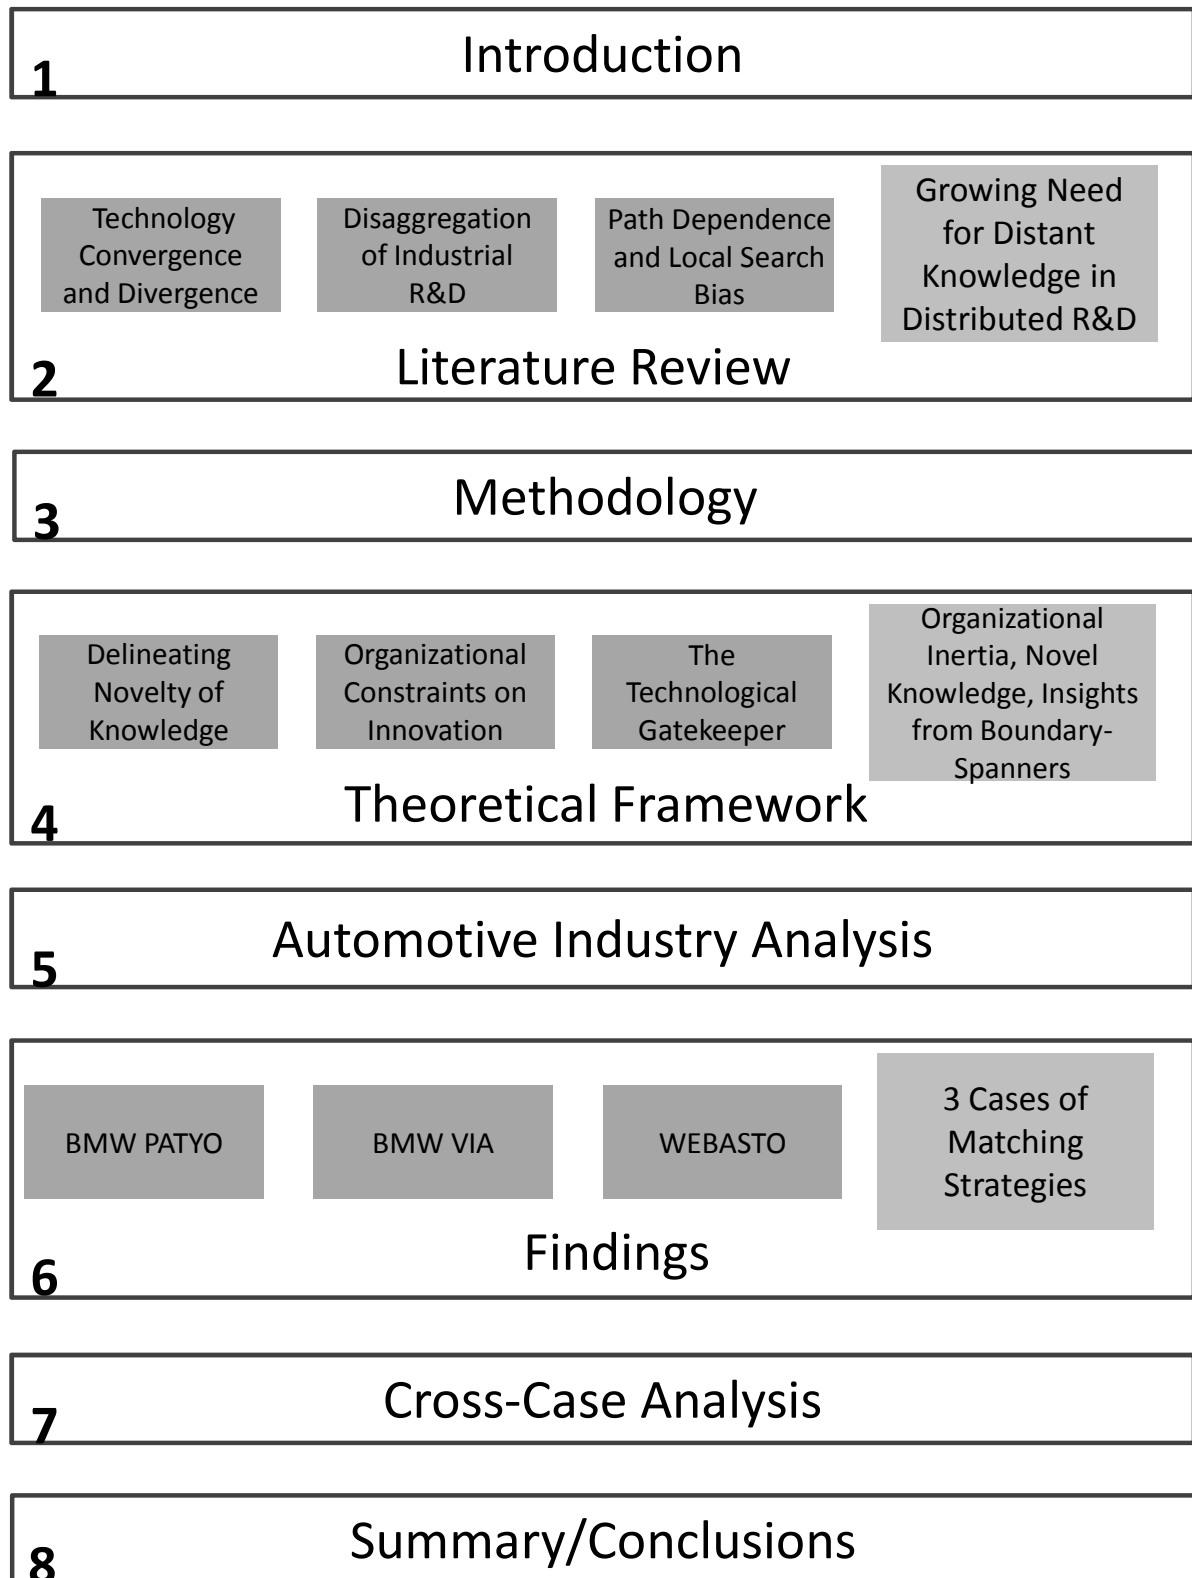 Introduction
1
Technology
Convergence
and Divergence
Disaggregation
of Industrial
R&D
Path Dependence
and Local Search
Bias
Growing Need
for Distant
Knowledge in
Distributed R&D
Literature Review
2
Methodology
3
Delineating
Novelty of
Knowledge
Organizational
Constraints on
Innovation
The
Technological
Gatekeeper
Organizational
Inertia, Novel
Knowledge, Insights
from Boundary-
Spanners
Theoretical Framework
4
Automotive Industry Analysis
5
BMW PATYO
BMW VIA
WEBASTO
3 Cases of
Matching
Strategies
Findings
6
Cross-Case Analysis
7
Summary/Conclusions
8